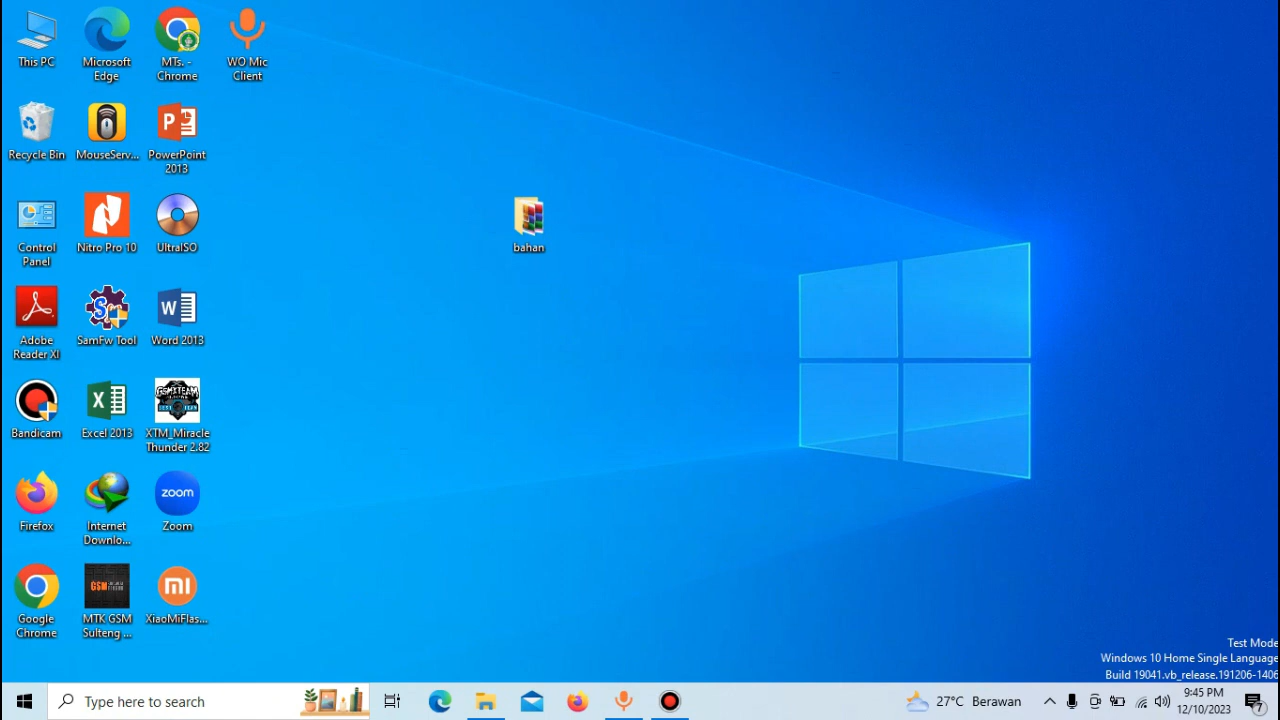 This PC
Microsoft
Edge
MTs. -
Chrome
WO Mic
Client
Recycle Bin
MouseServ...
PowerPoint
2013
Control
Panel
Nitro Pro 10
UltraISO
bahan
Adobe
Reader XI
SamFw Tool
Word 2013
Bandicam
Excel 2013
XTM_Miracle
Thunder 2.82
Firefox
Internet
Downlo...
zoom
Zoom
Google
Chrome
GSM
MTK GSM
Sulteng ...
XiaoMiFlas...
Test Mode
Windows 10 Home Single Language
Build 19041.vb_release.191206-1406
Type here to search
27°C Berawan
9:45 PM
12/10/2023
7